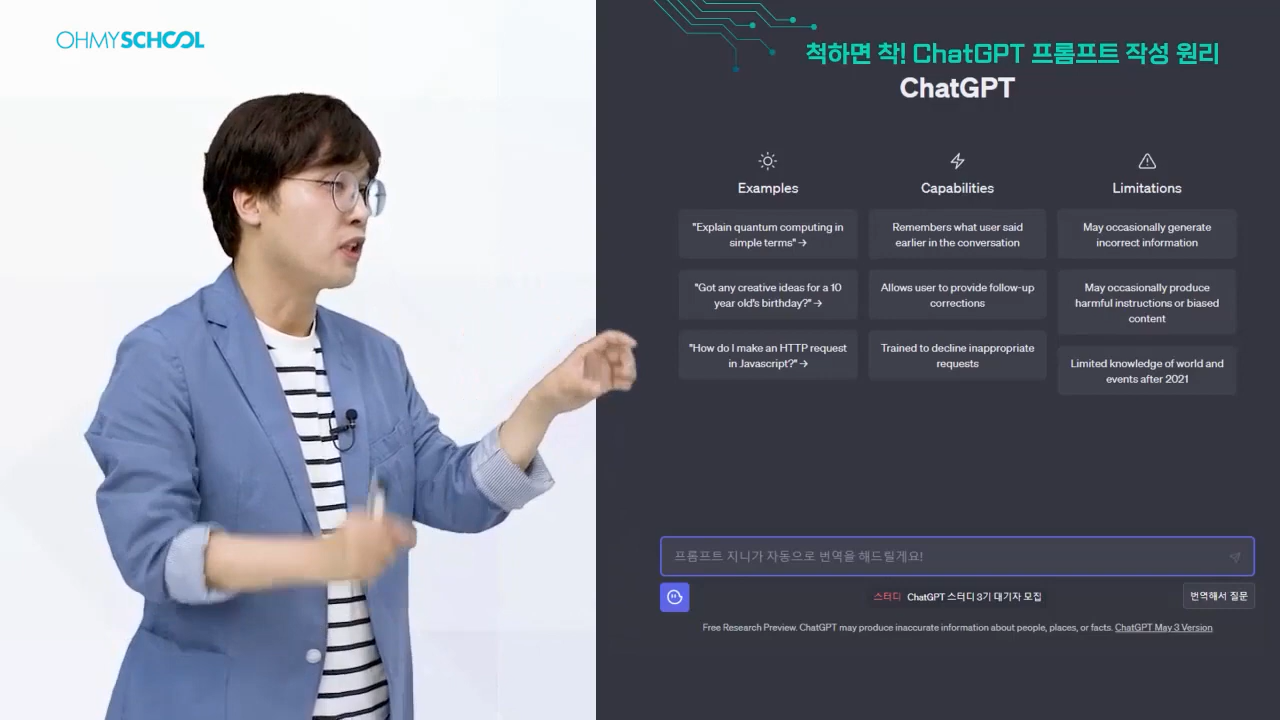 OHMYSCHOOL
척하면 착! ChatGPT 프롬프트 작성 원리
ChatGPT
Examples
"Explain quantum computing in
simple terms" →
"Got any creative ideas for a 10
year old's birthday?" →
"How do I make an HTTP request
in Javascript?" →
Capabilities
Remembers what user said
earlier in the conversation
Allows user to provide follow-up
corrections
Trained to decline inappropriate
requests
Limitations
May occasionally generate
incorrect information
May occasionally produce
harmful instructions or biased
content
Limited knowledge of world and
events after 2021
프롬프트 지니가 자동으로 번역을 해드릴게요!
스터디 ChatGPT 스터디 3기 대기자 모집
번역해서 질문
Free Research Preview. ChatGPT may produce inaccurate information about people, places, or facts. ChatGPT May 3 Version